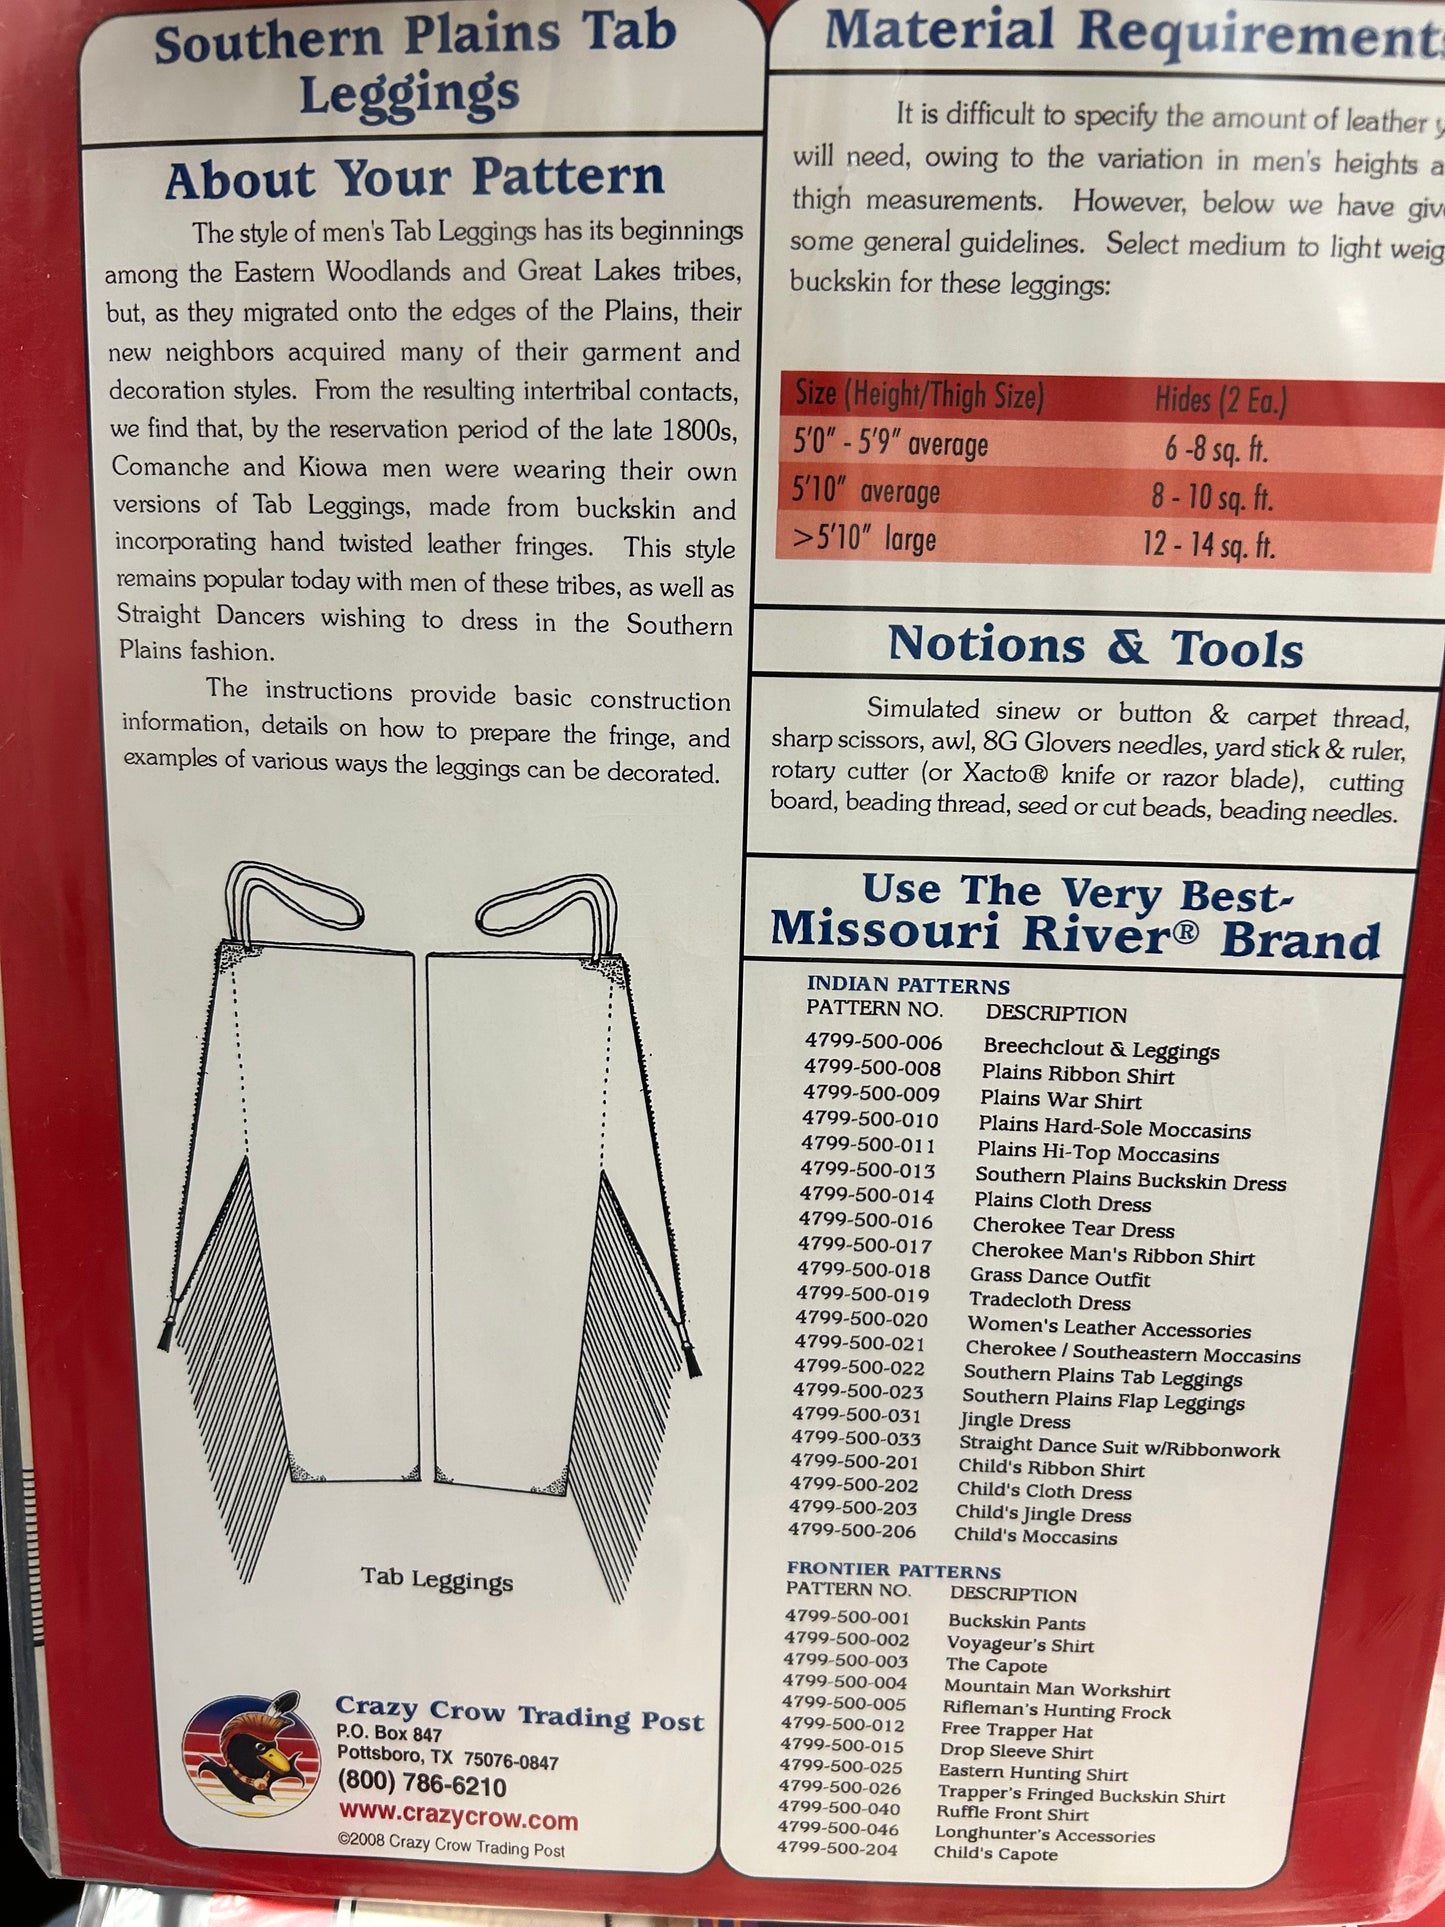 Southern Plains Tab
Leggings
About Your Pattern
The style of men's Tab Leggings has its beginnings
among the Eastern Woodlands and Great Lakes tribes,
but, as they migrated onto the edges of the Plains, their
new neighbors acquired many of their garment and
decoration styles. From the resulting intertribal contacts,
we find that, by the reservation period of the late 1800s,
Comanche and Kiowa men were wearing their own
versions of Tab Leggings, made from buckskin and
incorporating hand twisted leather fringes. This style
remains popular today with men of these tribes, as well as
Straight Dancers wishing to dress in the Southern
Plains fashion.
The instructions provide basic construction
information, details on how to prepare the fringe, and
examples of various ways the leggings can be decorated.
Tab Leggings
Crazy Crow Trading Post
P.O. Box 847
Pottsboro, TX 75076-0847
(800) 786-6210
www.crazycrow.com
©2008 Crazy Crow Trading Post
Material Requirements
It is difficult to specify the amount of leather y
will need, owing to the variation in men's heights a
thigh measurements. However, below we have giv
some general guidelines. Select medium to light weig
buckskin for these leggings:
Size (Height/Thigh Size) Hides (2 Ea.)
5'0" - 5'9" average 6 -8 sq. ft.
5'10" average 8 - 10 sq. ft.
>5'10" large 12 - 14 sq. ft.
Notions & Tools
Simulated sinew or button & carpet thread,
sharp scissors, awl, 8G Glovers needles, yard stick & ruler,
rotary cutter (or Xacto® knife or razor blade), cutting
board, beading thread, seed or cut beads, beading needles.
Use The Very Best-
Missouri River® Brand
INDIAN PATTERNS
PATTERN NO. DESCRIPTION
4799-500-006 Breechclout & Leggings
4799-500-008 Plains Ribbon Shirt
4799-500-009 Plains War Shirt
4799-500-010 Plains Hard-Sole Moccasins
4799-500-011 Plains Hi-Top Moccasins
4799-500-013 Southern Plains Buckskin Dress
4799-500-014 Plains Cloth Dress
4799-500-016 Cherokee Tear Dress
4799-500-017 Cherokee Man's Ribbon Shirt
4799-500-018 Grass Dance Outfit
4799-500-019 Tradecloth Dress
4799-500-020 Women's Leather Accessories
4799-500-021 Cherokee / Southeastern Moccasins
4799-500-022 Southern Plains Tab Leggings
4799-500-023 Southern Plains Flap Leggings
4799-500-031 Jingle Dress
4799-500-033 Straight Dance Suit w/Ribbonwork
4799-500-201 Child's Ribbon Shirt
4799-500-202 Child's Cloth Dress
4799-500-203 Child's Jingle Dress
4799-500-206 Child's Moccasins
FRONTIER PATTERNS
PATTERN NO. DESCRIPTION
4799-500-001 Buckskin Pants
4799-500-002 Voyageur's Shirt
4799-500-003 The Capote
4799-500-004 Mountain Man Workshirt
4799-500-005 Rifleman's Hunting Frock
4799-500-012 Free Trapper Hat
4799-500-015 Drop Sleeve Shirt
4799-500-025 Eastern Hunting Shirt
4799-500-026 Trapper's Fringed Buckskin Shirt
4799-500-040 Ruffle Front Shirt
4799-500-046 Longhunter's Accessories
4799-500-204 Child's Capote